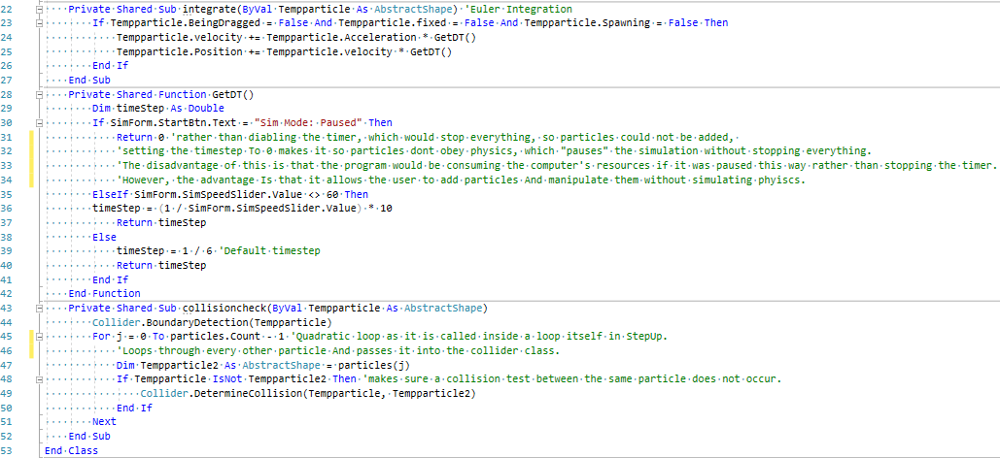 22 Private Shared Sub integrate(ByVal Tempparticle As AbstractShape) 'Euler Integration
23 If Tempparticle.BeingDragged = False And Tempparticle.fixed = False And Tempparticle.Spawning = False Then
24 Tempparticle.velocity += Tempparticle.Acceleration * GetDT()
25 Tempparticle.Position += Tempparticle.velocity * GetDT()
26 End If
27 End Sub
28 Private Shared Function GetDT()
29 Dim timeStep As Double
30 If SimForm.StartBtn.Text = "Sim Mode: Paused" Then
31 Return 0 'rather than diabling the timer, which would stop everything, so particles could not be added,
32 'setting the timestep To 0 makes it so particles dont obey physics, which "pauses" the simulation without stopping everything.
33 'The disadvantage of this is that the program would be consuming the computer's resources if it was paused this way rather than stopping the timer.
34 'However, the advantage Is that it allows the user to add particles And manipulate them without simulating phyiscs.
35 ElseIf SimForm.SimSpeedSlider.Value <> 60 Then
36 timeStep = (1 / SimForm.SimSpeedSlider.Value) * 10
37 Return timeStep
38 Else
39 timeStep = 1 / 6 'Default timestep
40 Return timeStep
41 End If
42 End Function
43 Private Shared Sub collisioncheck(ByVal Tempparticle As AbstractShape)
44 Collider.BoundaryDetection(Tempparticle)
45 For j = 0 To particles.Count - 1 'Quadratic loop as it is called inside a loop itself in StepUp.
46 'Loops through every other particle And passes it into the collider class.
47 Dim Tempparticle2 As AbstractShape = particles(j)
48 If Tempparticle IsNot Tempparticle2 Then 'makes sure a collision test between the same particle does not occur.
49 Collider.DetermineCollision(Tempparticle, Tempparticle2)
50 End If
51 Next
52 End Sub
53 End Class